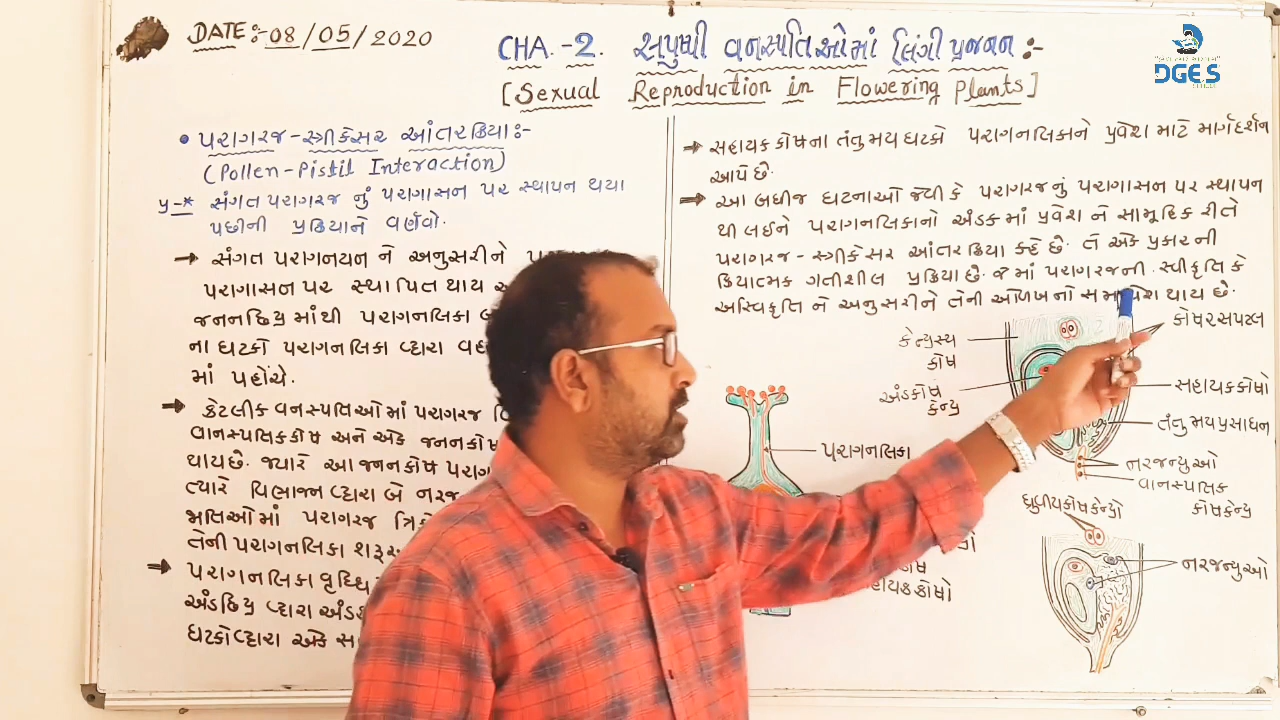 DATE:- 08/05/2020
CHA. -2. સપુષ્પી વનસ્પતિઓમાં લિંગી પ્રજનન :-
[Sexual Reproduction in Flowering Plants]
DGES
• પરાગરજ-સ્ત્રીકેસર આંતરક્રિયા:-
(Pollen-Pistil Interaction)
પ્ર-* સંગત પરાગરજ નું પરાગાસન પર સ્થાપન થયા
પછીની પ્રક્રિયાને વર્ણવો.
→ સંગત પરાગનયન ને અનુસરીને
પરાગાસન પર સ્થાપિત થાય
જનનછિદ્ર માંથી પરાગનલિકા
ના ઘટકો પરાગનલિકા દ્વારા
માં પહોંચે.
→ કેટલીક વનસ્પતિઓ માં પરાગરજ
વાનસ્પતિકકોષ અને એક જનનકોષ
થાય છે. જ્યારે આ જનનકોષ
ત્યારે વિભાજન દ્વારા બે નર
જાતિઓમાં પરાગરજ
તેની પરાગનલિકા
→ પરાગનલિકા વૃધ્ધિ
અંડછિદ્ર દ્વારા
ઘટકો દ્વારા એક
→ સહાયકકોષના તંતુમય ઘટકો પરાગનલિકાને પ્રવેશ માટે માર્ગદર્શન
આપે છે.
→ આ બધીજ ઘટનાઓ જેવી કે પરાગરજનું પરાગાસન પર સ્થાપન
થી લઈને પરાગનલિકાનો અંડકમાં પ્રવેશ ને સામૂહિક રીતે
પરાગરજ - સ્ત્રીકેસર આંતરક્રિયા કહે છે. તે એક પ્રકારની
ક્રિયાત્મક ગતીશીલ પ્રક્રિયા છે. જે માં પરાગરજની સ્વીકૃતિ કે
અસ્વિકૃતિ ને અનુસરીને તેની ઓળખનો થાય છે.
કોષરસપટલ
કેન્દ્રસ્થ
કોષ
અંડકોષ
કેન્દ્ર
સહાયકકોષો
તંતુમયપ્રસાધન
પરાગનલિકા
નરજન્યુઓ
વાનસ્પતિક
કોષકેન્દ્ર
ધ્રુવીયકોષકેન્દ્રો
નરજન્યુઓ